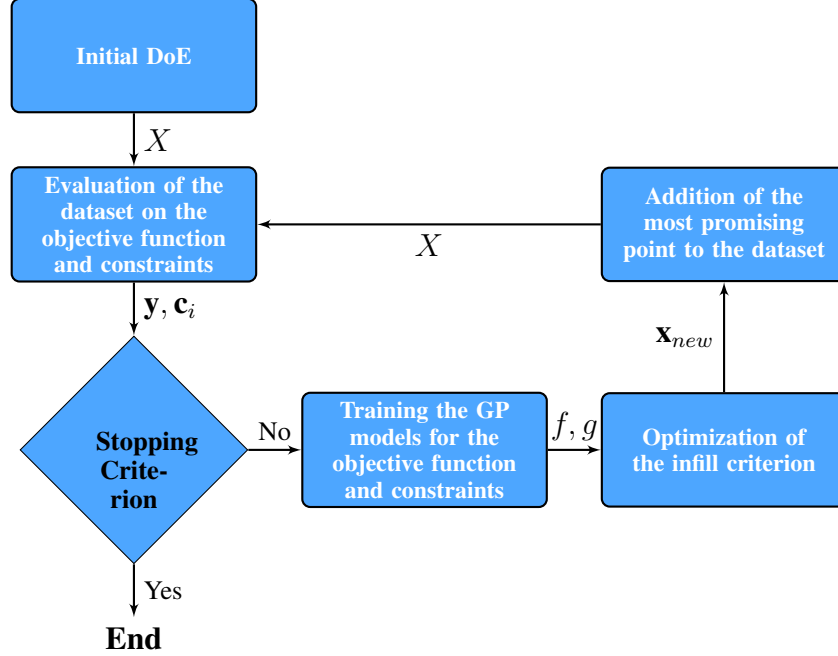 Initial DoE
X
Evaluation of the
dataset on the
objective function
and constraints
Addition of the
most promising
point to the dataset
X
y, c_i
x_new
Stopping
Crite-
rion
No
Training the GP
models for the
objective function
and constraints
f, g
Optimization of
the infill criterion
Yes
End